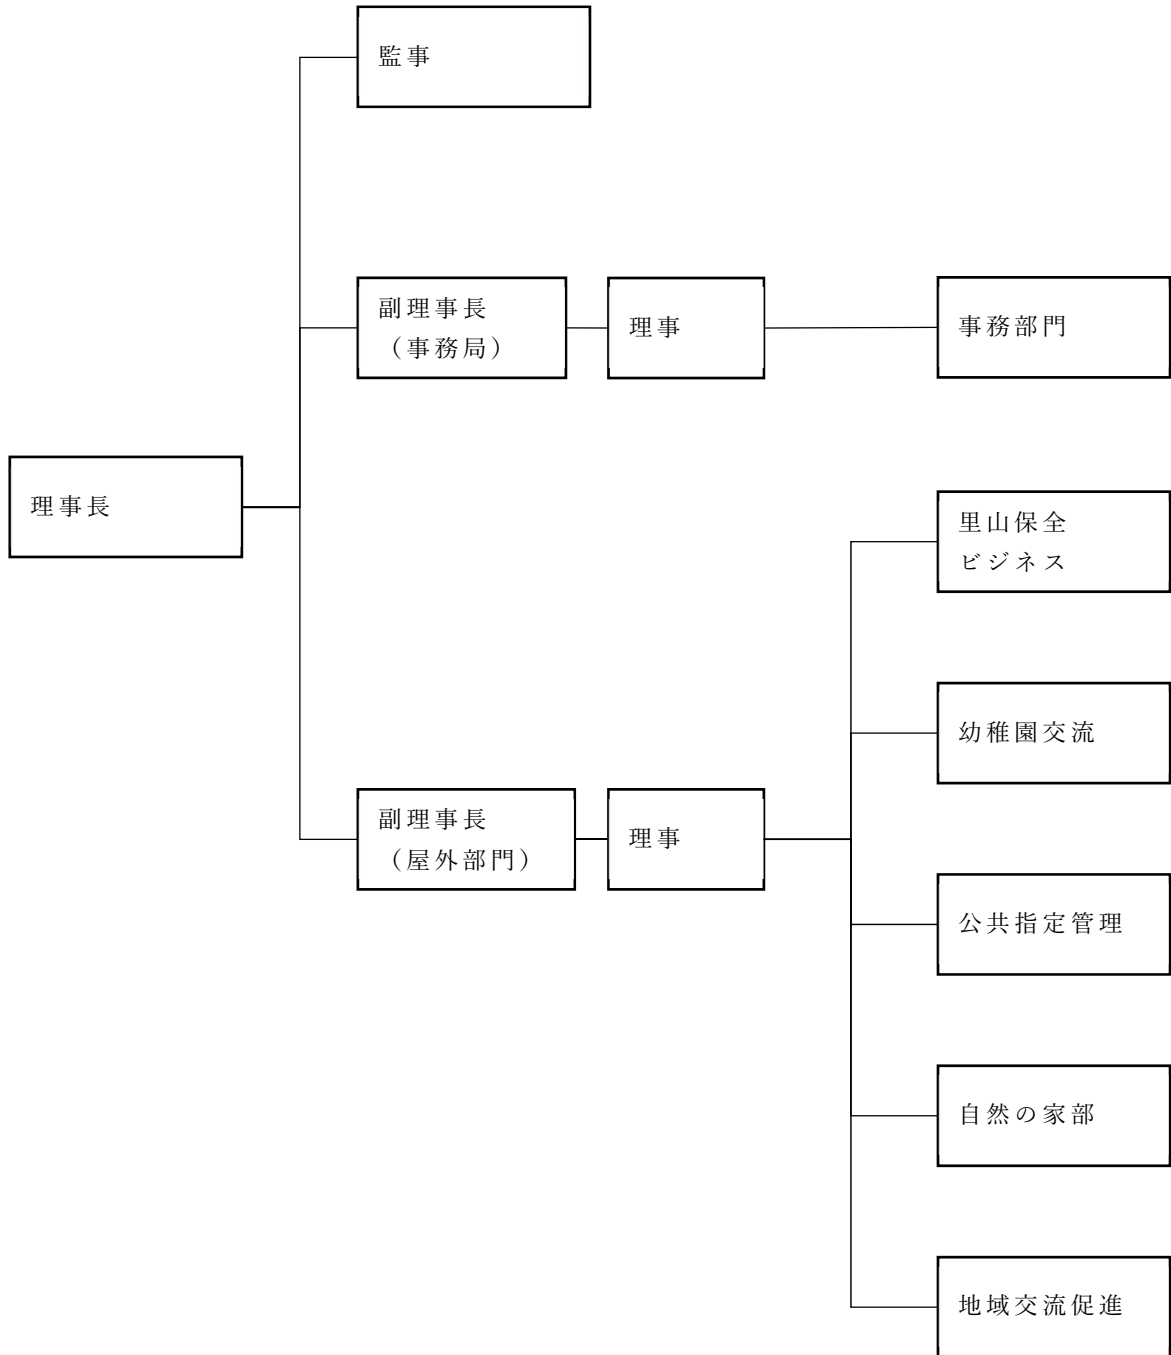 監事
副理事長
（事務局）
理事
事務部門
理事長
里山保全
ビジネス
幼稚園交流
副理事長
（屋外部門）
理事
公共指定管理
自然の家部
地域交流促進